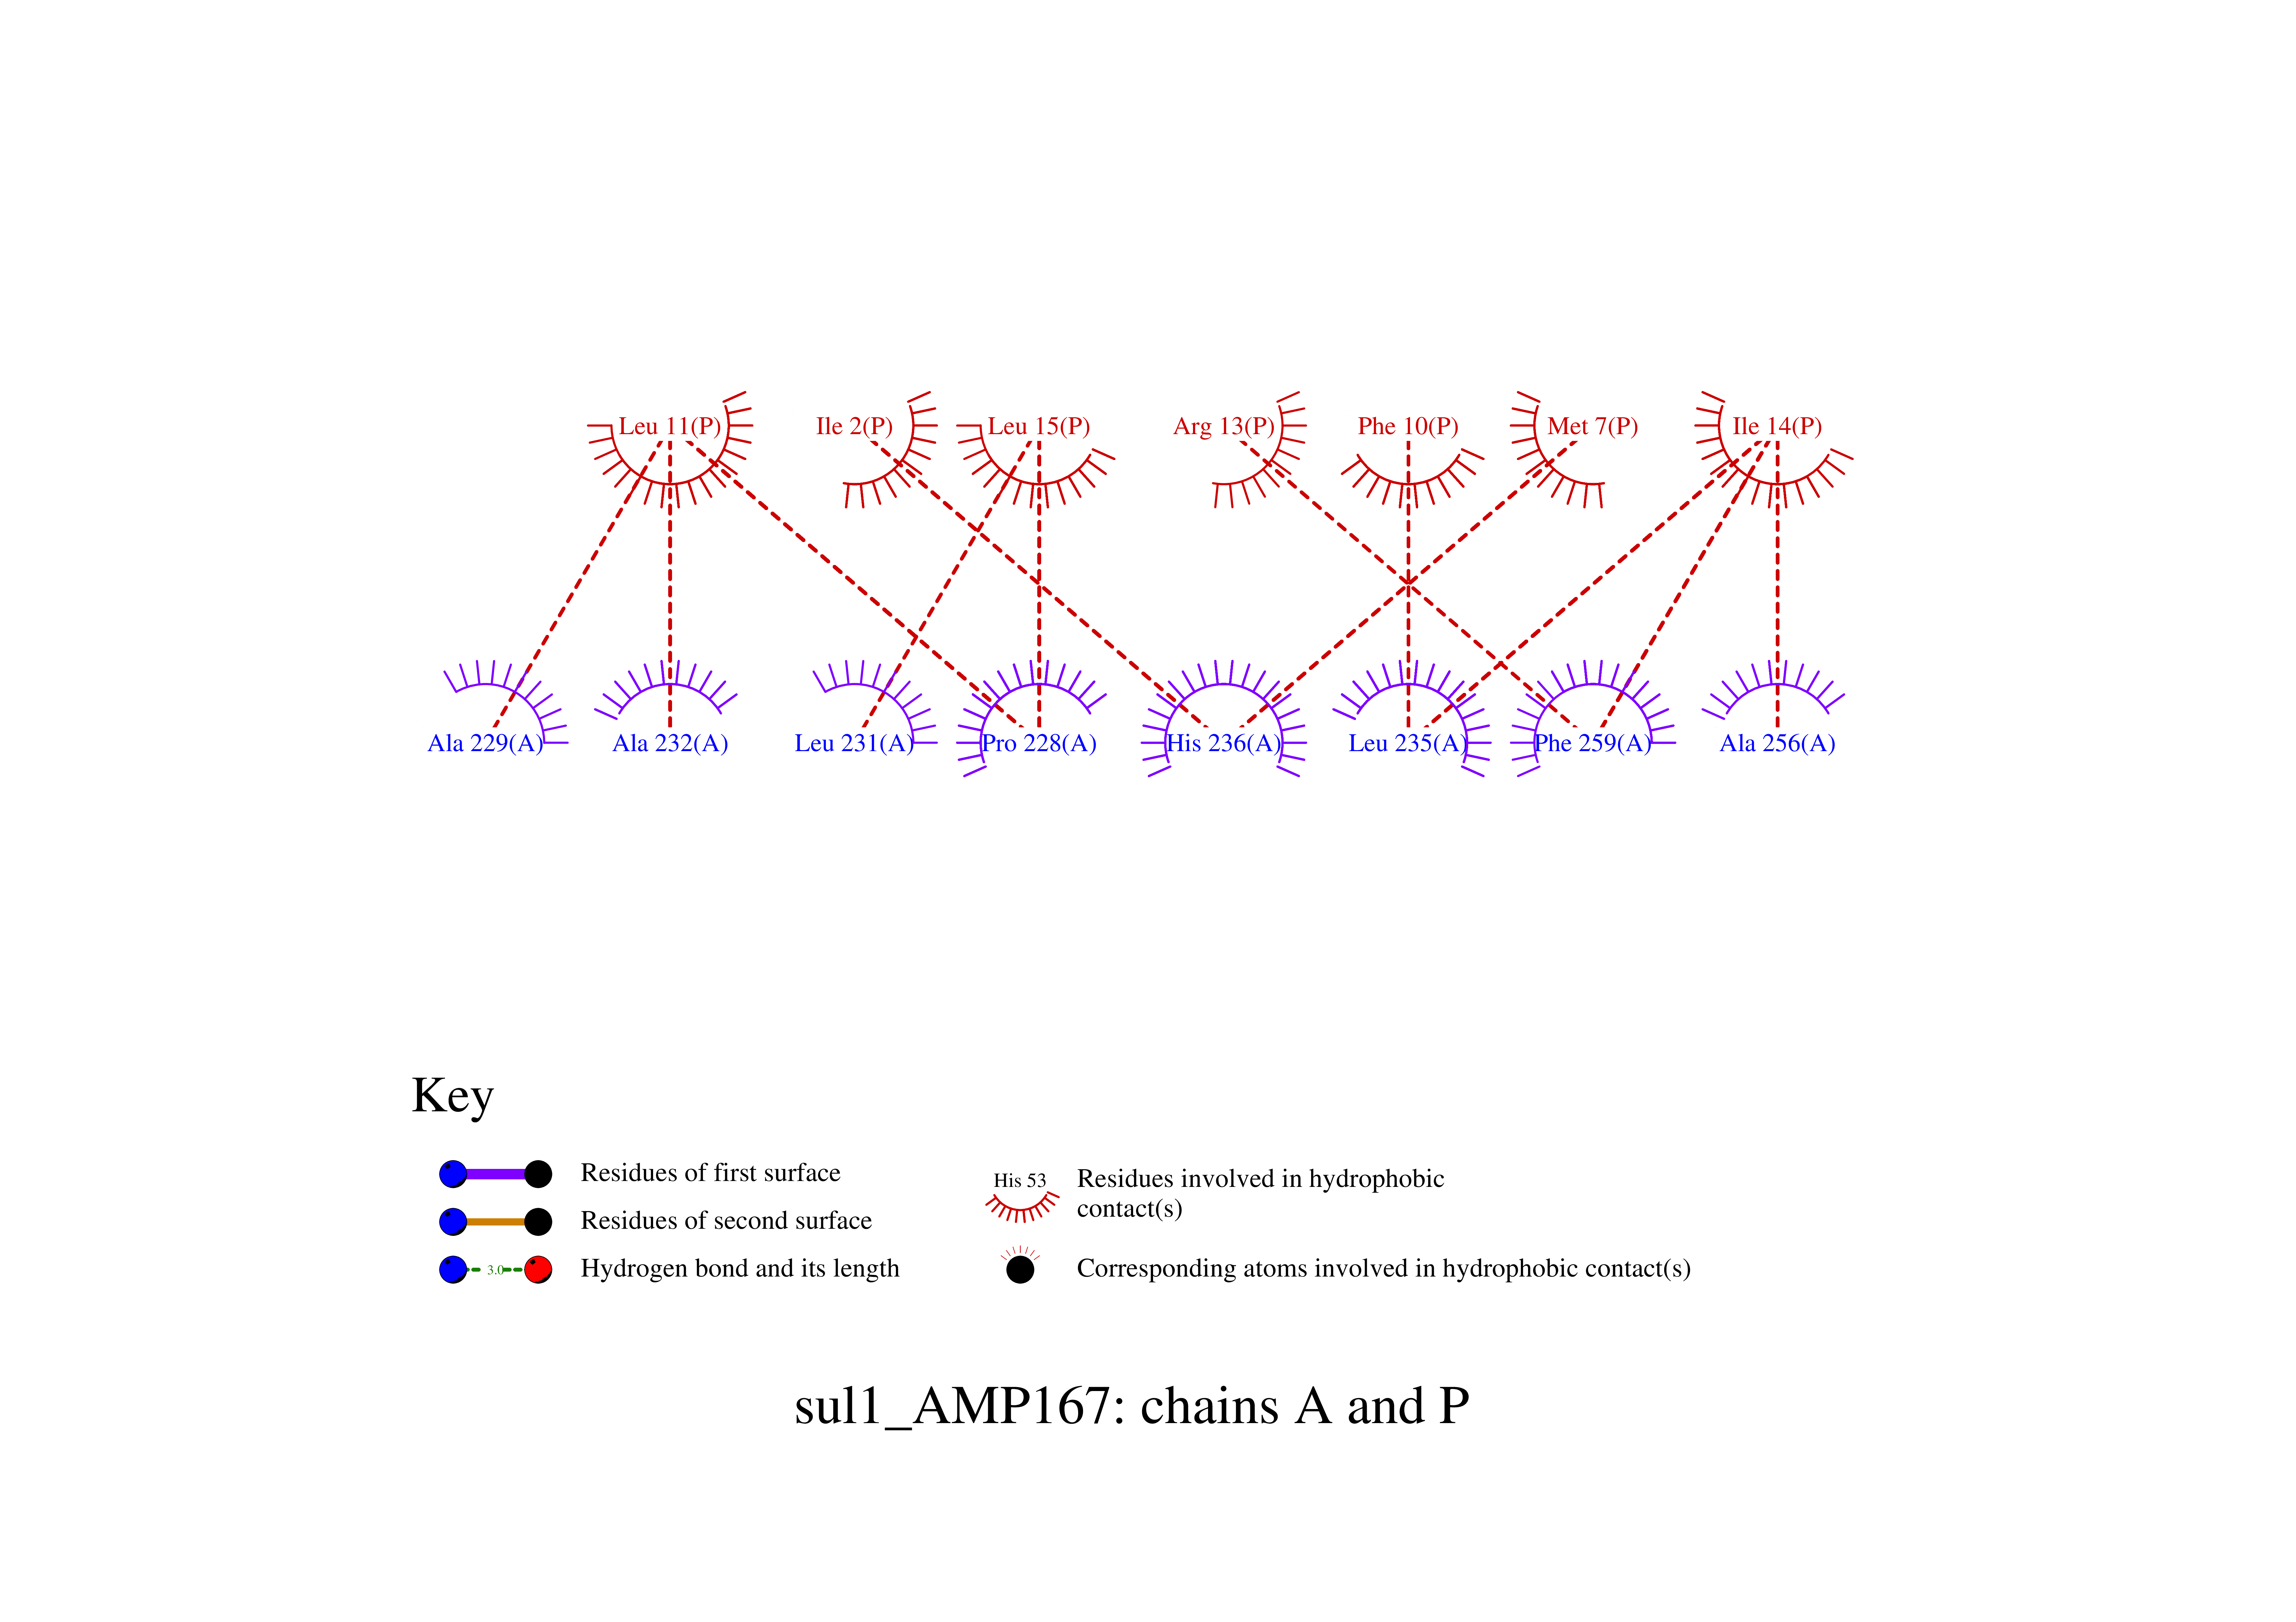 Leu 11(P) Ile 2(P) Leu 15(P) Arg 13(P) Phe 10(P) Met 7(P) Ile 14(P)
Ala 229(A) Ala 232(A) Leu 231(A) Pro 228(A) His 236(A) Leu 235(A) Phe 259(A) Ala 256(A)
Key
Residues of first surface
Residues of second surface
3.0 Hydrogen bond and its length
His 53 Residues involved in hydrophobic
contact(s)
Corresponding atoms involved in hydrophobic contact(s)
sul1_AMP167: chains A and P